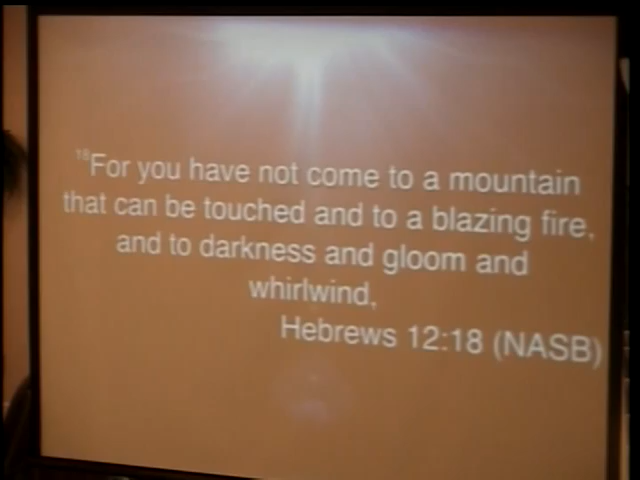 ¹⁸For you have not come to a mountain
that can be touched and to a blazing fire,
and to darkness and gloom and
whirlwind,
Hebrews 12:18 (NASB)